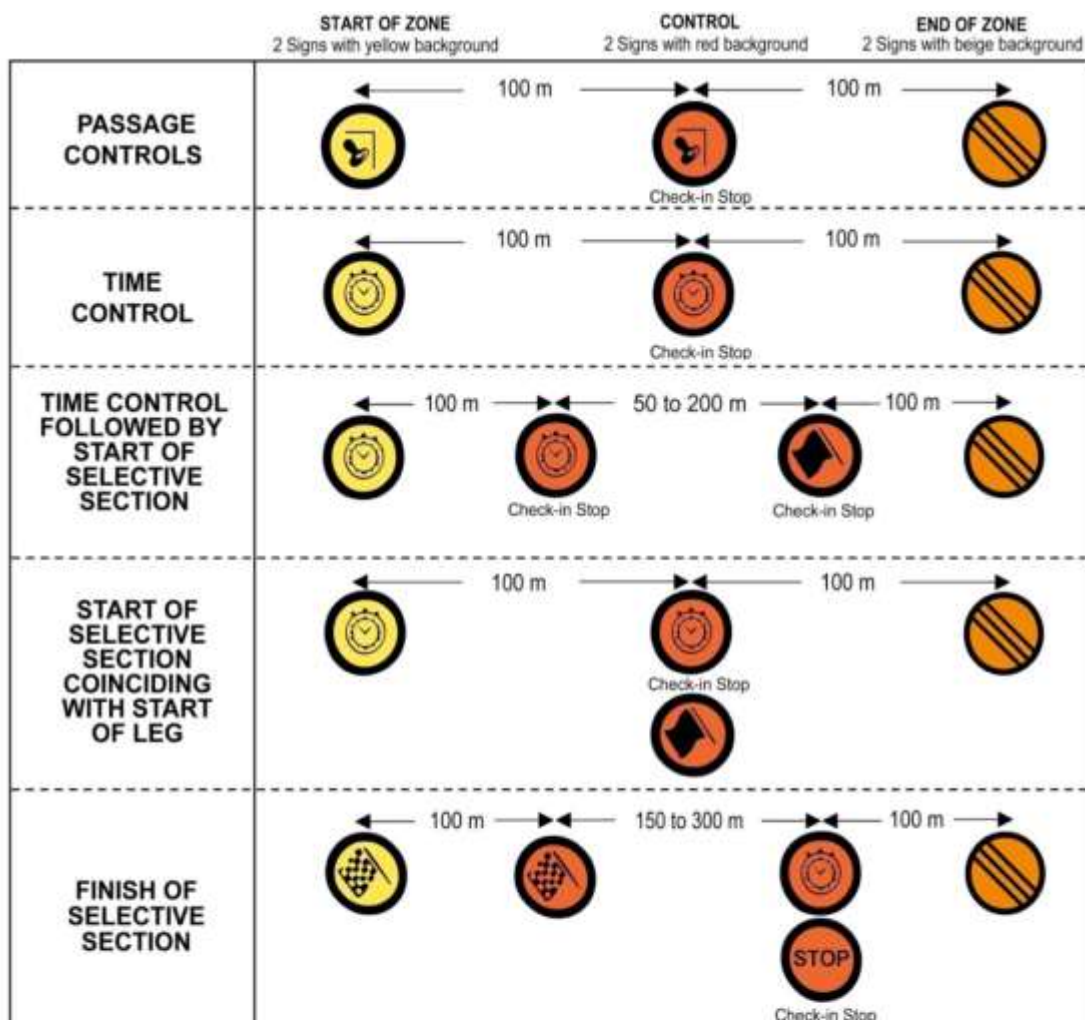 START OF ZONE
2 Signs with yellow background
CONTROL
2 Signs with red background
END OF ZONE
2 Signs with beige background
PASSAGE
CONTROLS
100 m
100 m
Check-in Stop
TIME
CONTROL
100 m
100 m
Check-in Stop
TIME CONTROL
FOLLOWED BY
START OF
SELECTIVE
SECTION
100 m
50 to 200 m
100 m
Check-in Stop
Check-in Stop
START OF
SELECTIVE
SECTION
COINCIDING
WITH START
OF LEG
100 m
100 m
Check-in Stop
FINISH OF
SELECTIVE
SECTION
100 m
150 to 300 m
100 m
STOP
Check-in Stop